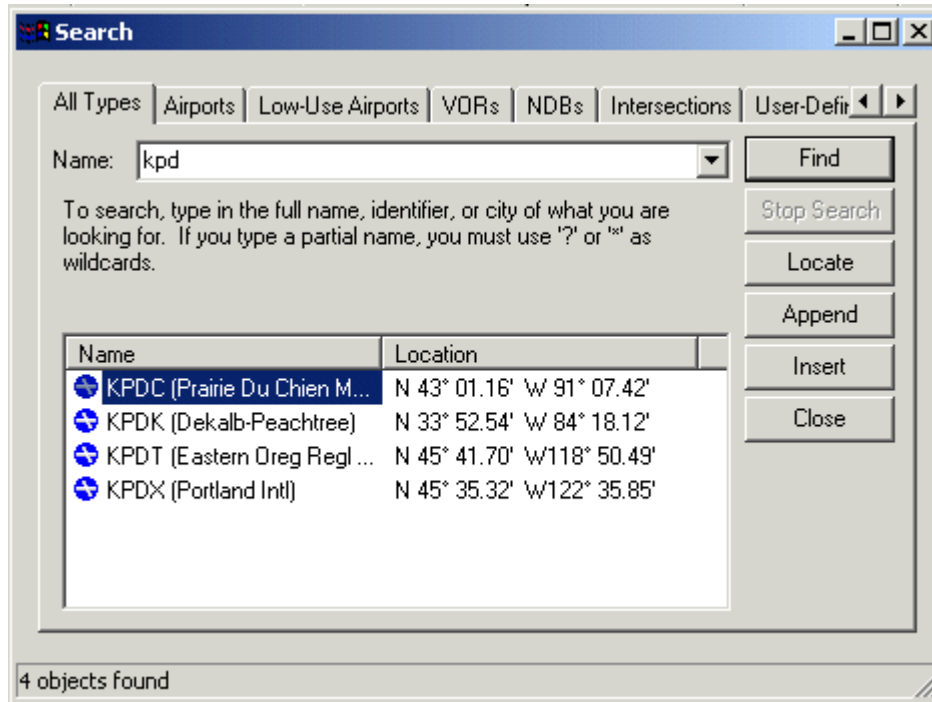 Search
All Types Airports Low-Use Airports VORs NDBs Intersections User-Defin
Name: kpd Find
To search, type in the full name, identifier, or city of what you are
looking for. If you type a partial name, you must use '?' or '*' as
wildcards.
Stop Search
Locate
Append
Insert
Close
Name Location
KPDC (Prairie Du Chien M... N 43° 01.16' W 91° 07.42'
KPDK (Dekalb-Peachtree) N 33° 52.54' W 84° 18.12'
KPDT (Eastern Oreg Regl ... N 45° 41.70' W118° 50.49'
KPDX (Portland Intl) N 45° 35.32' W122° 35.85'
4 objects found